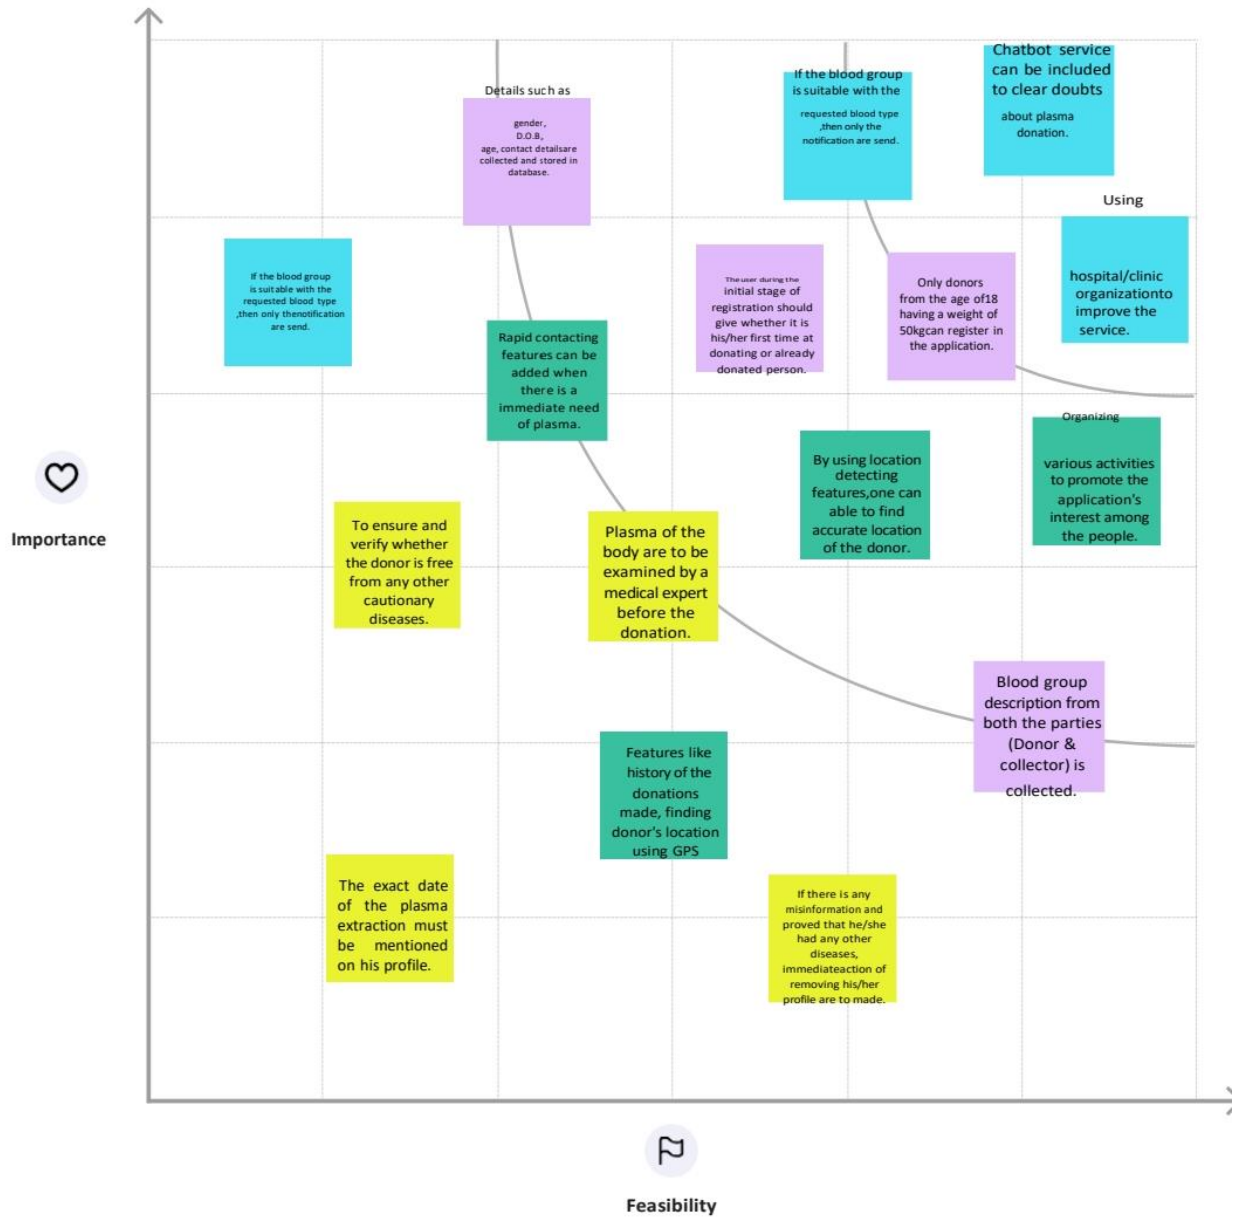 Details such as
gender,
D.O.B,
age, contact detailsare
collected and stored in
database.
If the blood group
is suitable with the
requested blood type
,then only the
notification are send.
Chatbot service
can be included
to clear doubts
about plasma
donation.
If the blood group
is suitable with the
requested blood type
,then only thenotification
are send.
The user during the
initial stage of
registration should
give whether it is
his/her first time at
donating or already
donated person.
Only donors
from the age of18
having a weight of
50kgcan register in
the application.
Using
hospital/clinic
organizationto
improve the
service.
Rapid contacting
features can be
added when
there is a
immediate need
of plasma.
By using location
detecting
features,one can
able to find
accurate location
of the donor.
Organizing
various activities
to promote the
application's
interest among
the people.
Importance
To ensure and
verify whether
the donor is free
from any other
cautionary
diseases.
Plasma of the
body are to be
examined by a
medical expert
before the
donation.
Blood group
description from
both the parties
(Donor &
collector) is
collected.
Features like
history of the
donations
made, finding
donor's location
using GPS
The exact date
of the plasma
extraction must
be mentioned
on his profile.
If there is any
misinformation and
proved that he/she
had any other
diseases,
immediateaction of
removing his/her
profile are to made.
Feasibility